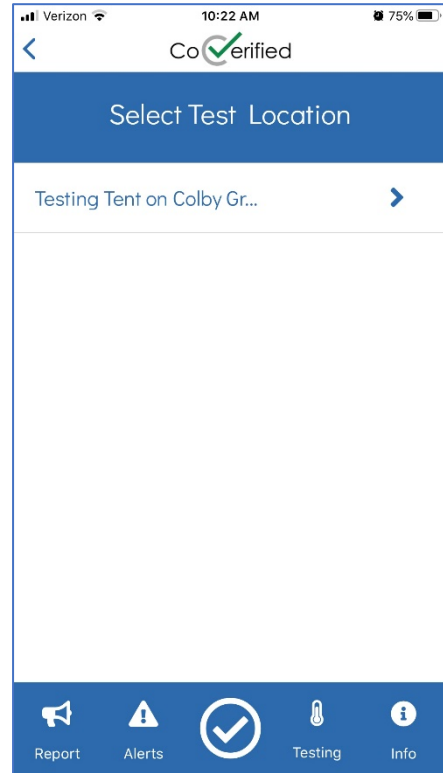 Verizon 10:22 AM 75%
CoVerified
Select Test Location
Testing Tent on Colby Gr...
Report Alerts Testing Info